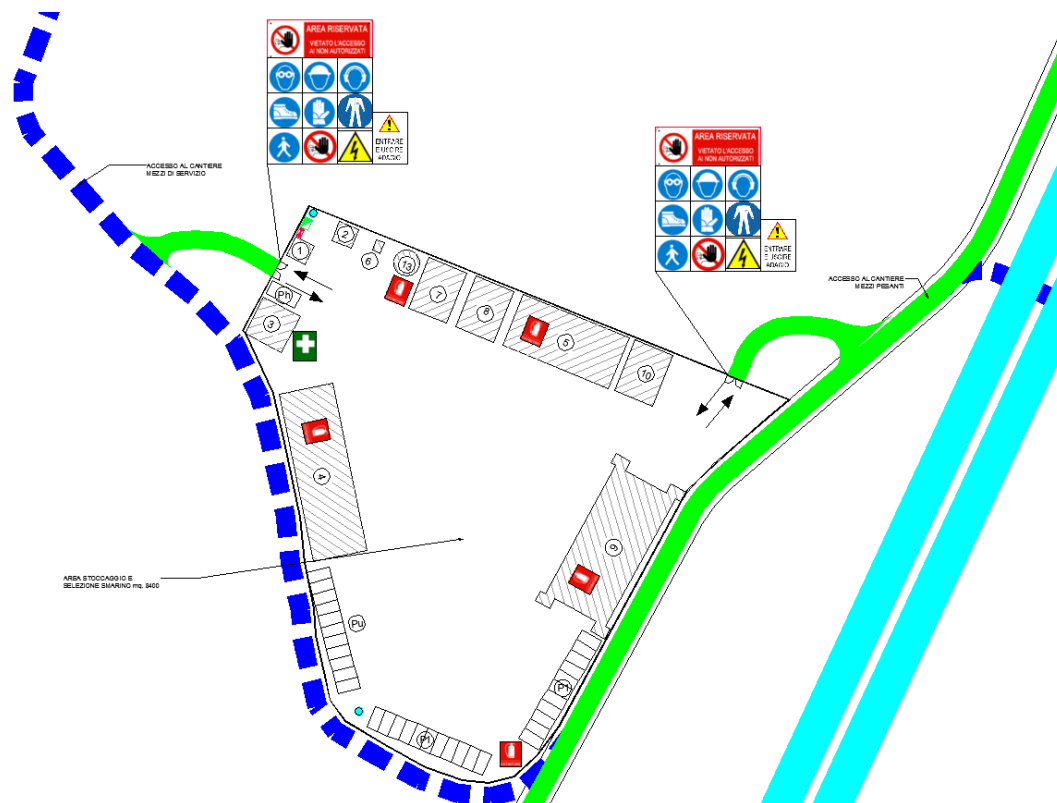 AREA RISERVATA
VIETATO L'ACCESSO
AI NON AUTORIZZATI
ENTRARE
E USCIRE
ADAGIO
AREA RISERVATA
VIETATO L'ACCESSO
AI NON AUTORIZZATI
ENTRARE
E USCIRE
ADAGIO
ACCESSO AL CANTIERE
MEZZI DI SERVIZIO
ACCESSO AL CANTIERE
MEZZI PESANTI
1
2
6
13
7
8
5
10
Ph
3
4
9
AREA STOCCAGGIO E
SELEZIONE SMARINO mq. 8400
Pu
P1
P1